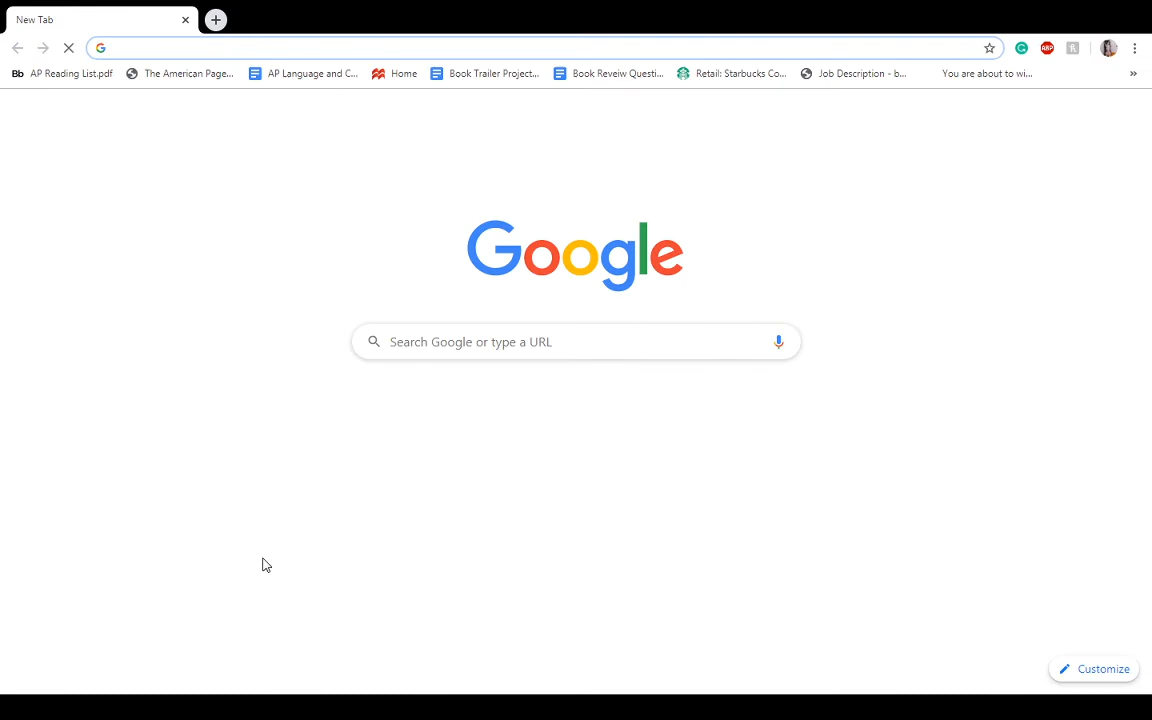 New Tab
Bb AP Reading List.pdf The American Page... AP Language and C... Home Book Trailer Project... Book Reveiw Questi... Retail: Starbucks Co... Job Description - b... You are about to wi... »
Google
Search Google or type a URL
Customize